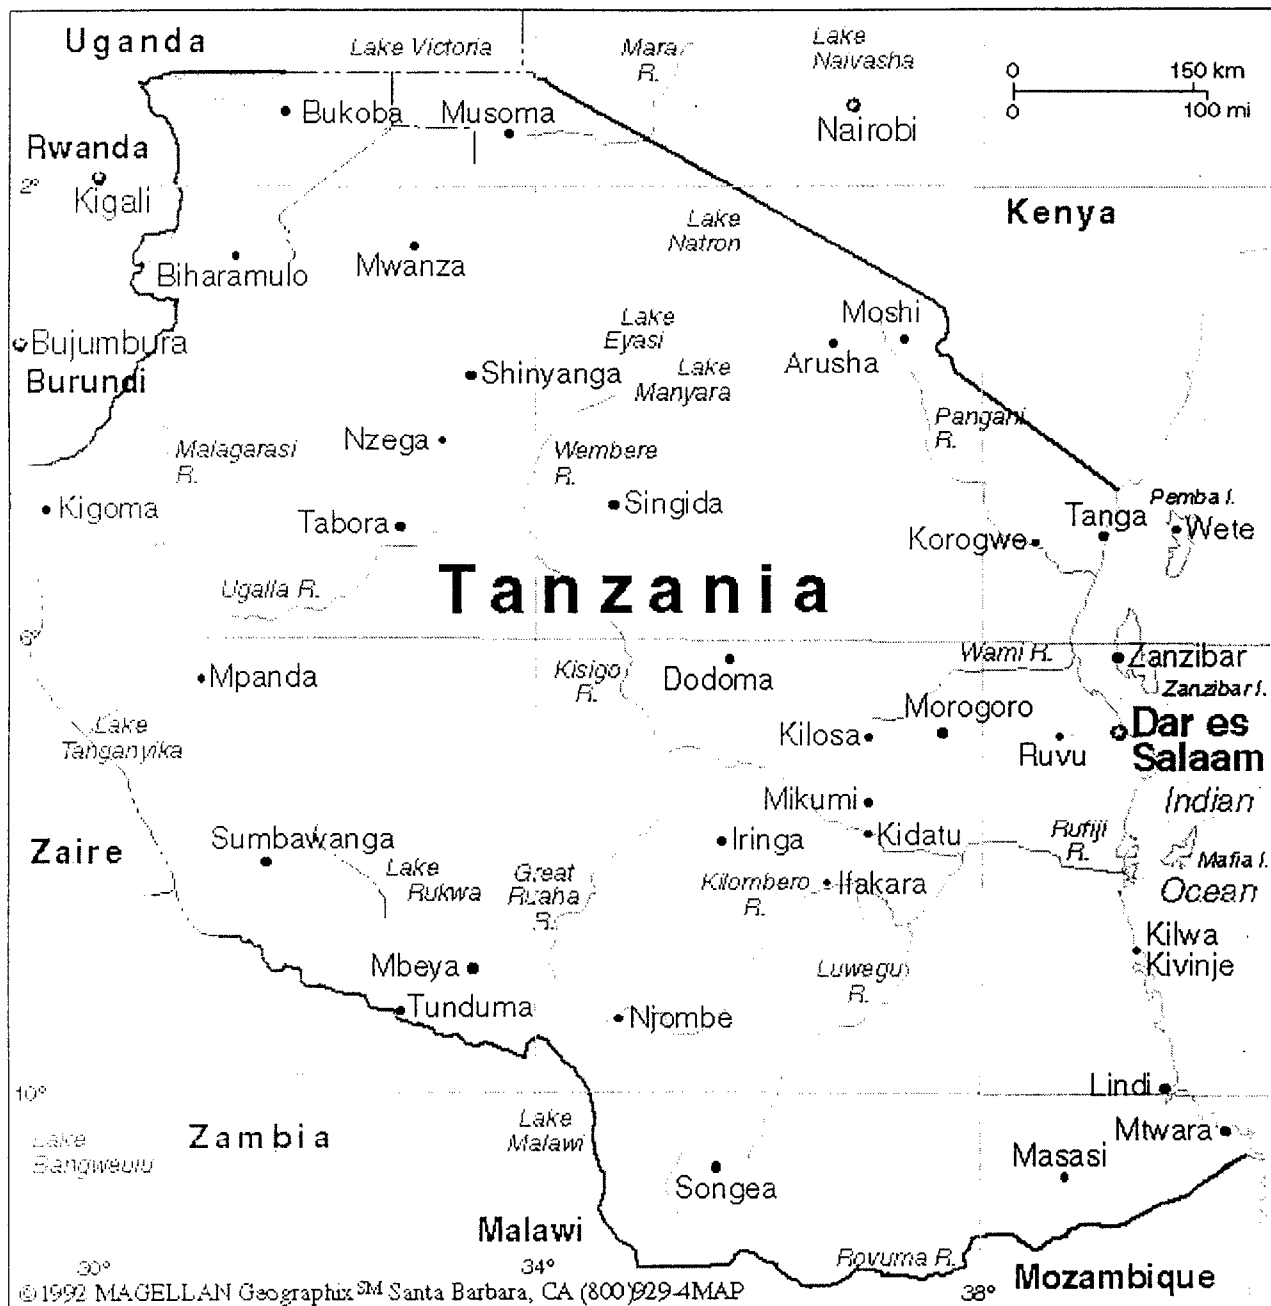 Uganda
Lake Victoria
Mara
R.
Lake
Naivasha
0 150 km
0 100 mi
Bukoba
Musoma
Nairobi
Rwanda
Kigali
2°
Kenya
Lake
Natron
Biharamulo
Mwanza
Lake
Eyasi
Moshi
Bujumbura
Burundi
Shinyanga
Lake
Manyara
Arusha
Pangani
R.
Malagarasi
R.
Nzega
Wembere
R.
Kigoma
Tabora
Singida
Korogwe
Tanga
Pemba I.
Wete
Ugalla R.
Tanzania
6°
Mpanda
Kisigo
R.
Dodoma
Wami R.
Zanzibar
Zanzibar I.
Lake
Tanganyika
Kilosa
Morogoro
Ruvu
Dar es
Salaam
Mikumi
Indian
Ocean
Zaire
Sumbawanga
Lake
Rukwa
Great
Ruaha
R.
Iringa
Kidatu
Rufiji
R.
Mafia I.
Kilombero
R.
Ifakara
Kilwa
Kivinje
Mbeya
Luwegu
R.
Tunduma
Njombe
10°
Lindi
Lake
Bangweulu
Zambia
Lake
Malawi
Mtwara
Masasi
Songea
Malawi
Rovuma R.
30°
34°
38°
Mozambique
©1992 MAGELLAN Geographix SM Santa Barbara, CA (800)929-4MAP